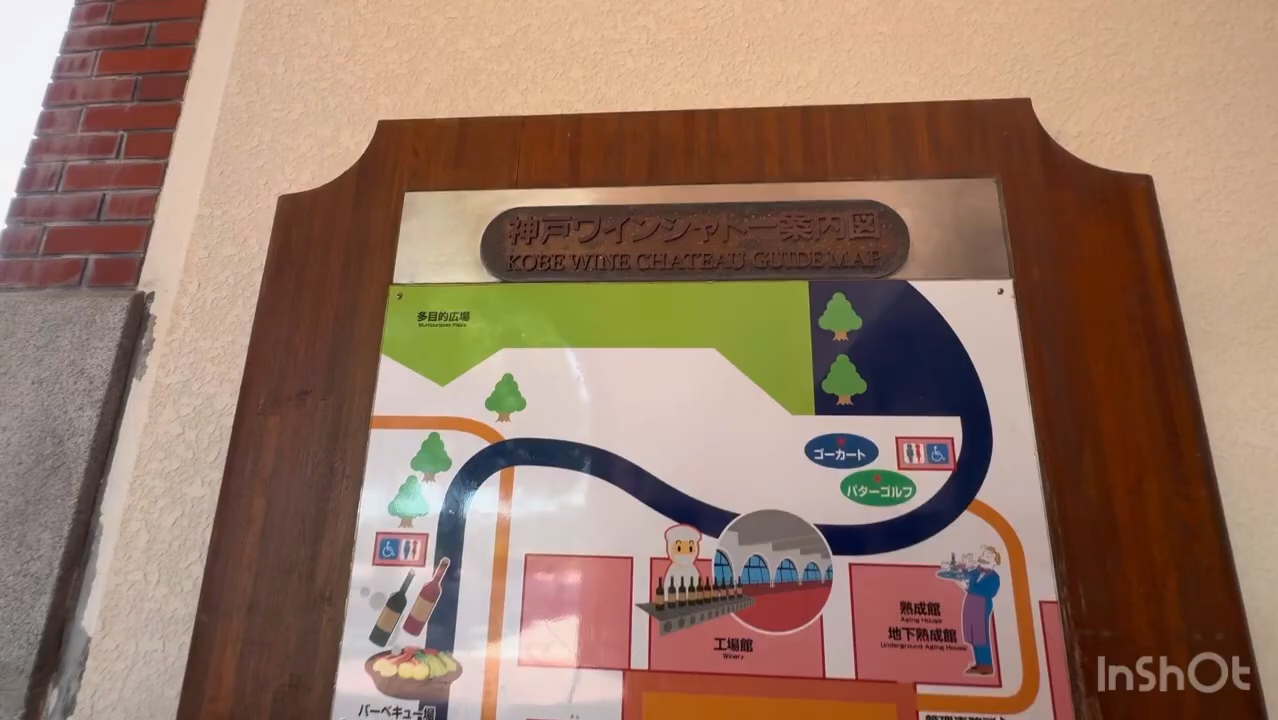 神戸ワインシャトー案内図
KOBE WINE CHATEAU GUIDE MAP
多目的広場
Multipurpose Plaza
ゴーカート
パターゴルフ
熟成館
Aging House
地下熟成館
Underground Aging House
工場館
Winery
バーベキュー場
InShOt